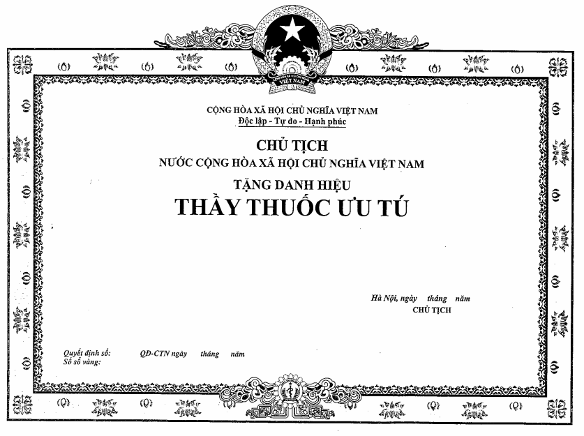 VIỆT NAM
CỘNG HÒA XÃ HỘI CHỦ NGHĨA VIỆT NAM
Độc lập - Tự do - Hạnh phúc
CHỦ TỊCH
NƯỚC CỘNG HÒA XÃ HỘI CHỦ NGHĨA VIỆT NAM
TẶNG DANH HIỆU
THẦY THUỐC ƯU TÚ
Hà Nội, ngày tháng năm
CHỦ TỊCH
Quyết định số: QĐ-CTN ngày tháng năm
Số sổ vàng: